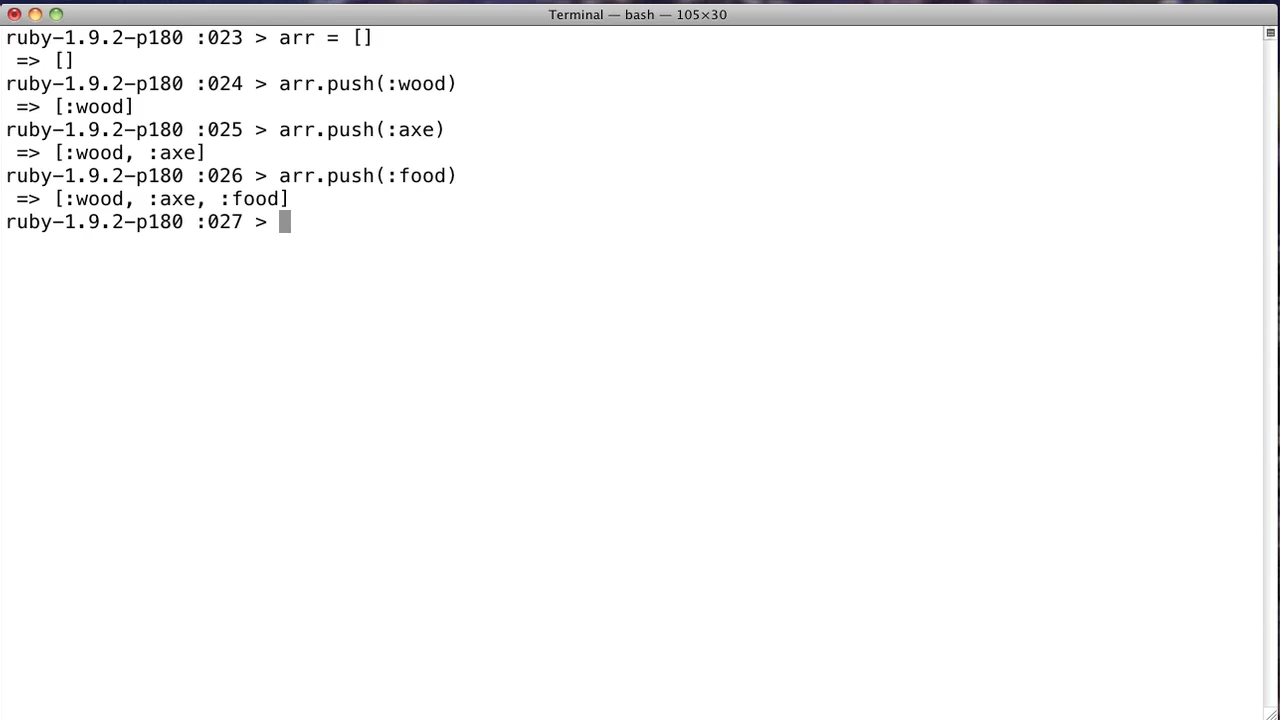 Terminal — bash — 105×30
ruby-1.9.2-p180 :023 > arr = []
 => []
ruby-1.9.2-p180 :024 > arr.push(:wood)
 => [:wood]
ruby-1.9.2-p180 :025 > arr.push(:axe)
 => [:wood, :axe]
ruby-1.9.2-p180 :026 > arr.push(:food)
 => [:wood, :axe, :food]
ruby-1.9.2-p180 :027 >